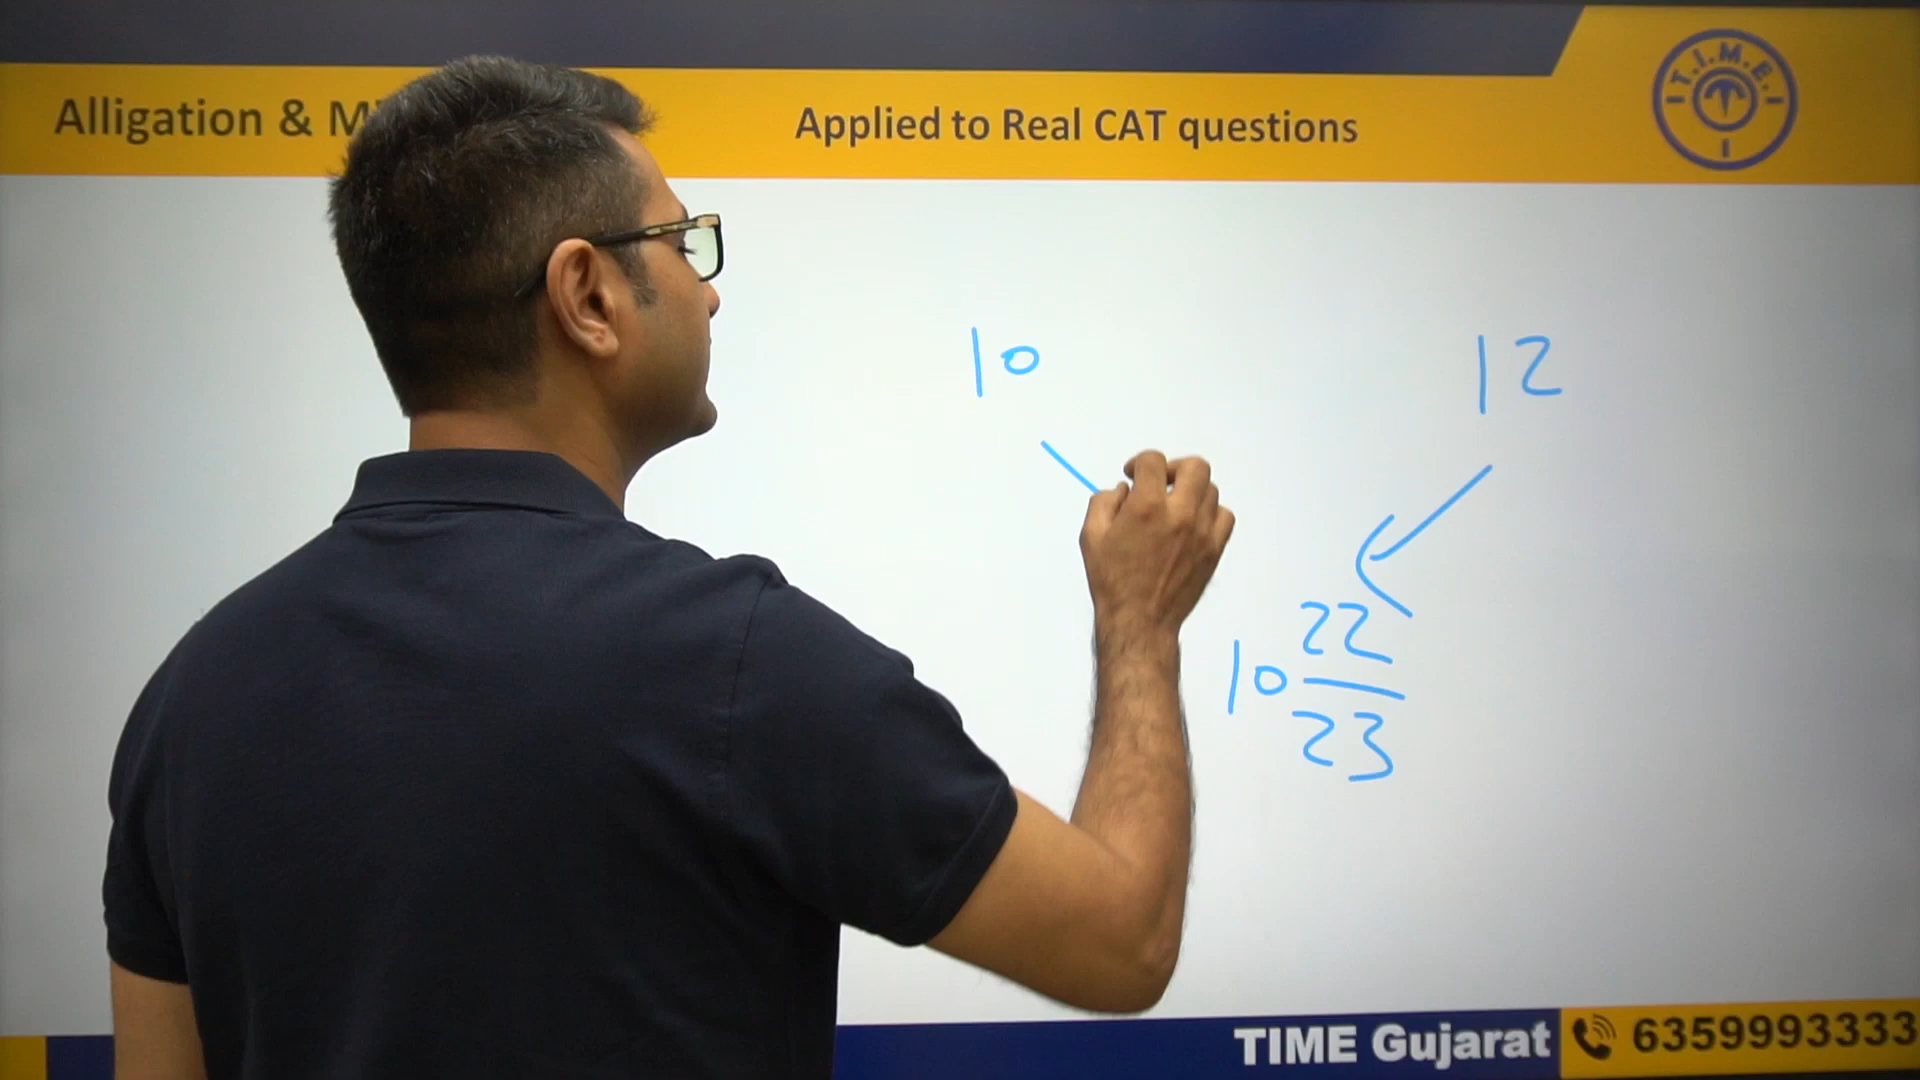 Alligation & M
Applied to Real CAT questions
T.I.M.E.
10
12
10 22/23
TIME Gujarat
6359993333